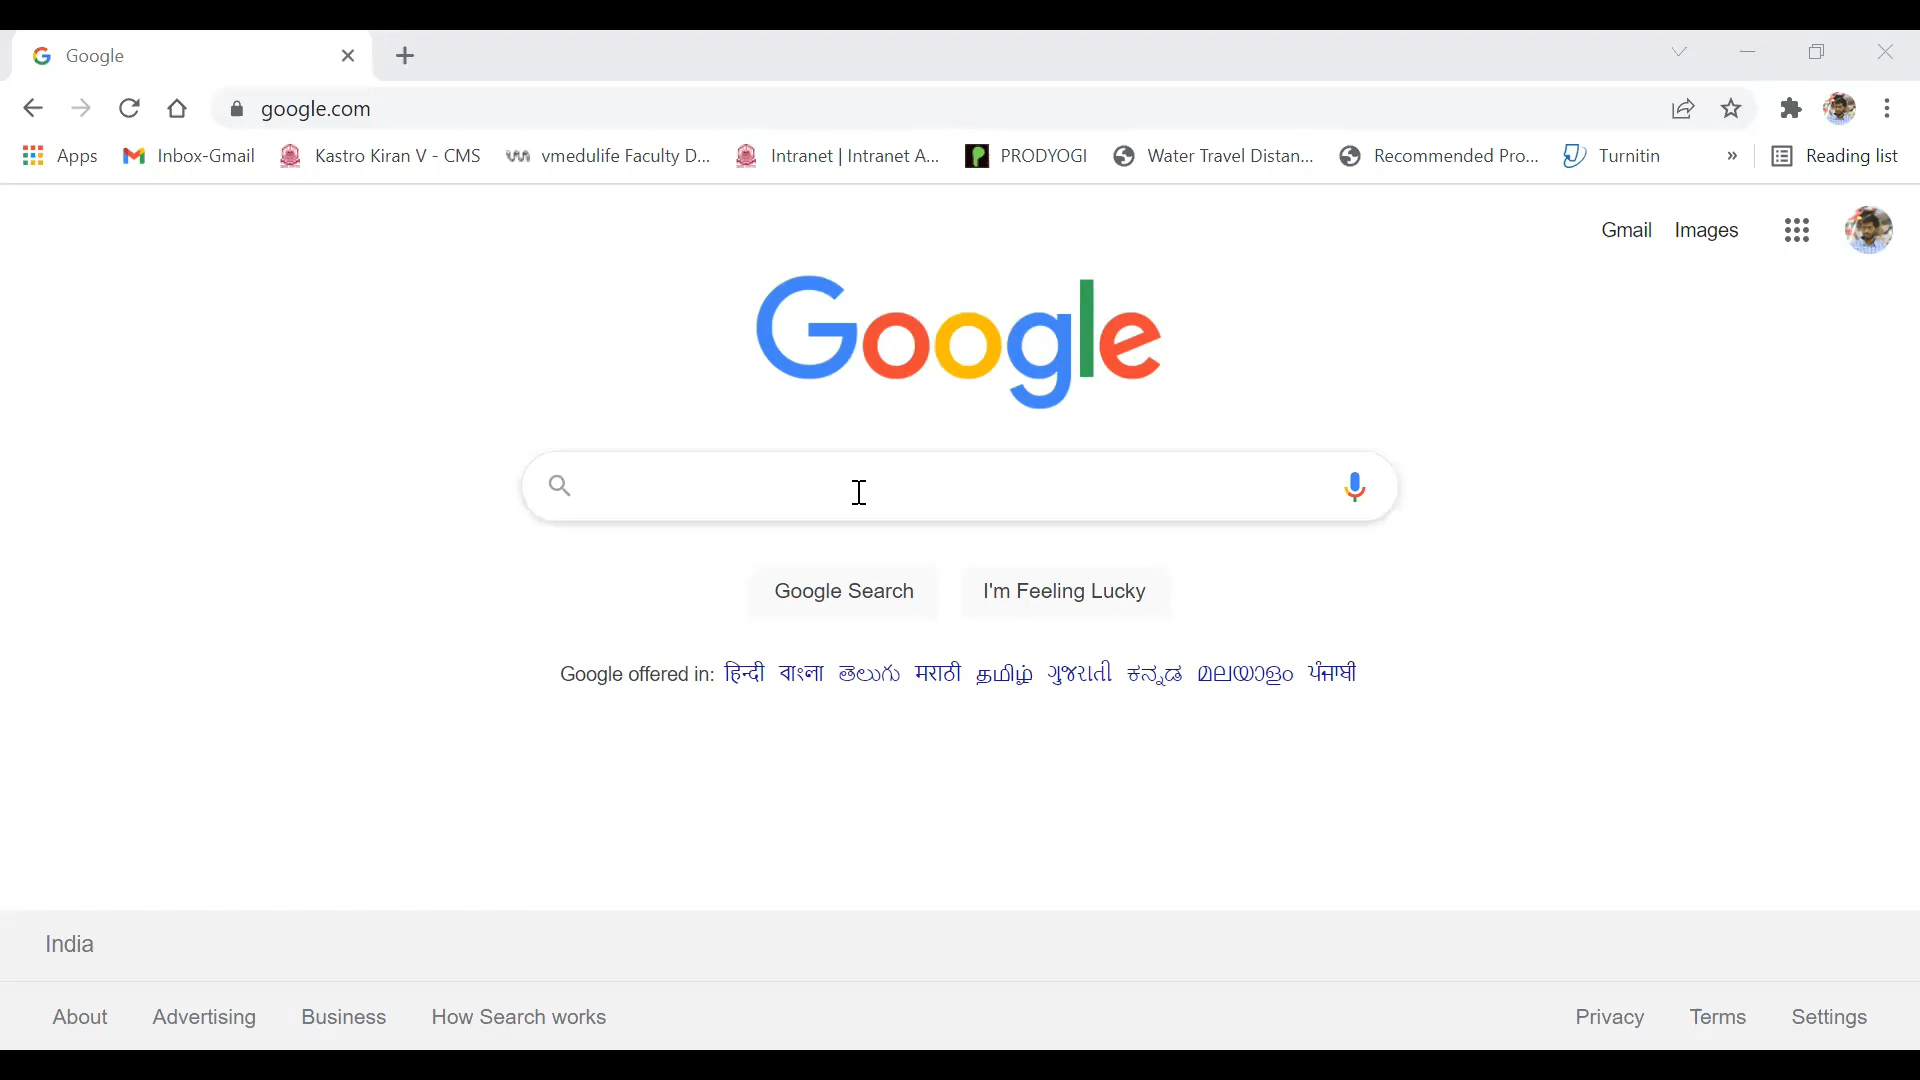 Google
google.com
Apps Inbox-Gmail Kastro Kiran V - CMS vmedulife Faculty D... Intranet | Intranet A... PRODYOGI Water Travel Distan... Recommended Pro... Turnitin » Reading list
Gmail Images
Google
Google Search I'm Feeling Lucky
Google offered in: हिन्दी বাংলা తెలుగు मराठी தமிழ் ગુજરાતી ಕನ್ನಡ മലയാളം ਪੰਜਾਬੀ
India
About Advertising Business How Search works Privacy Terms Settings